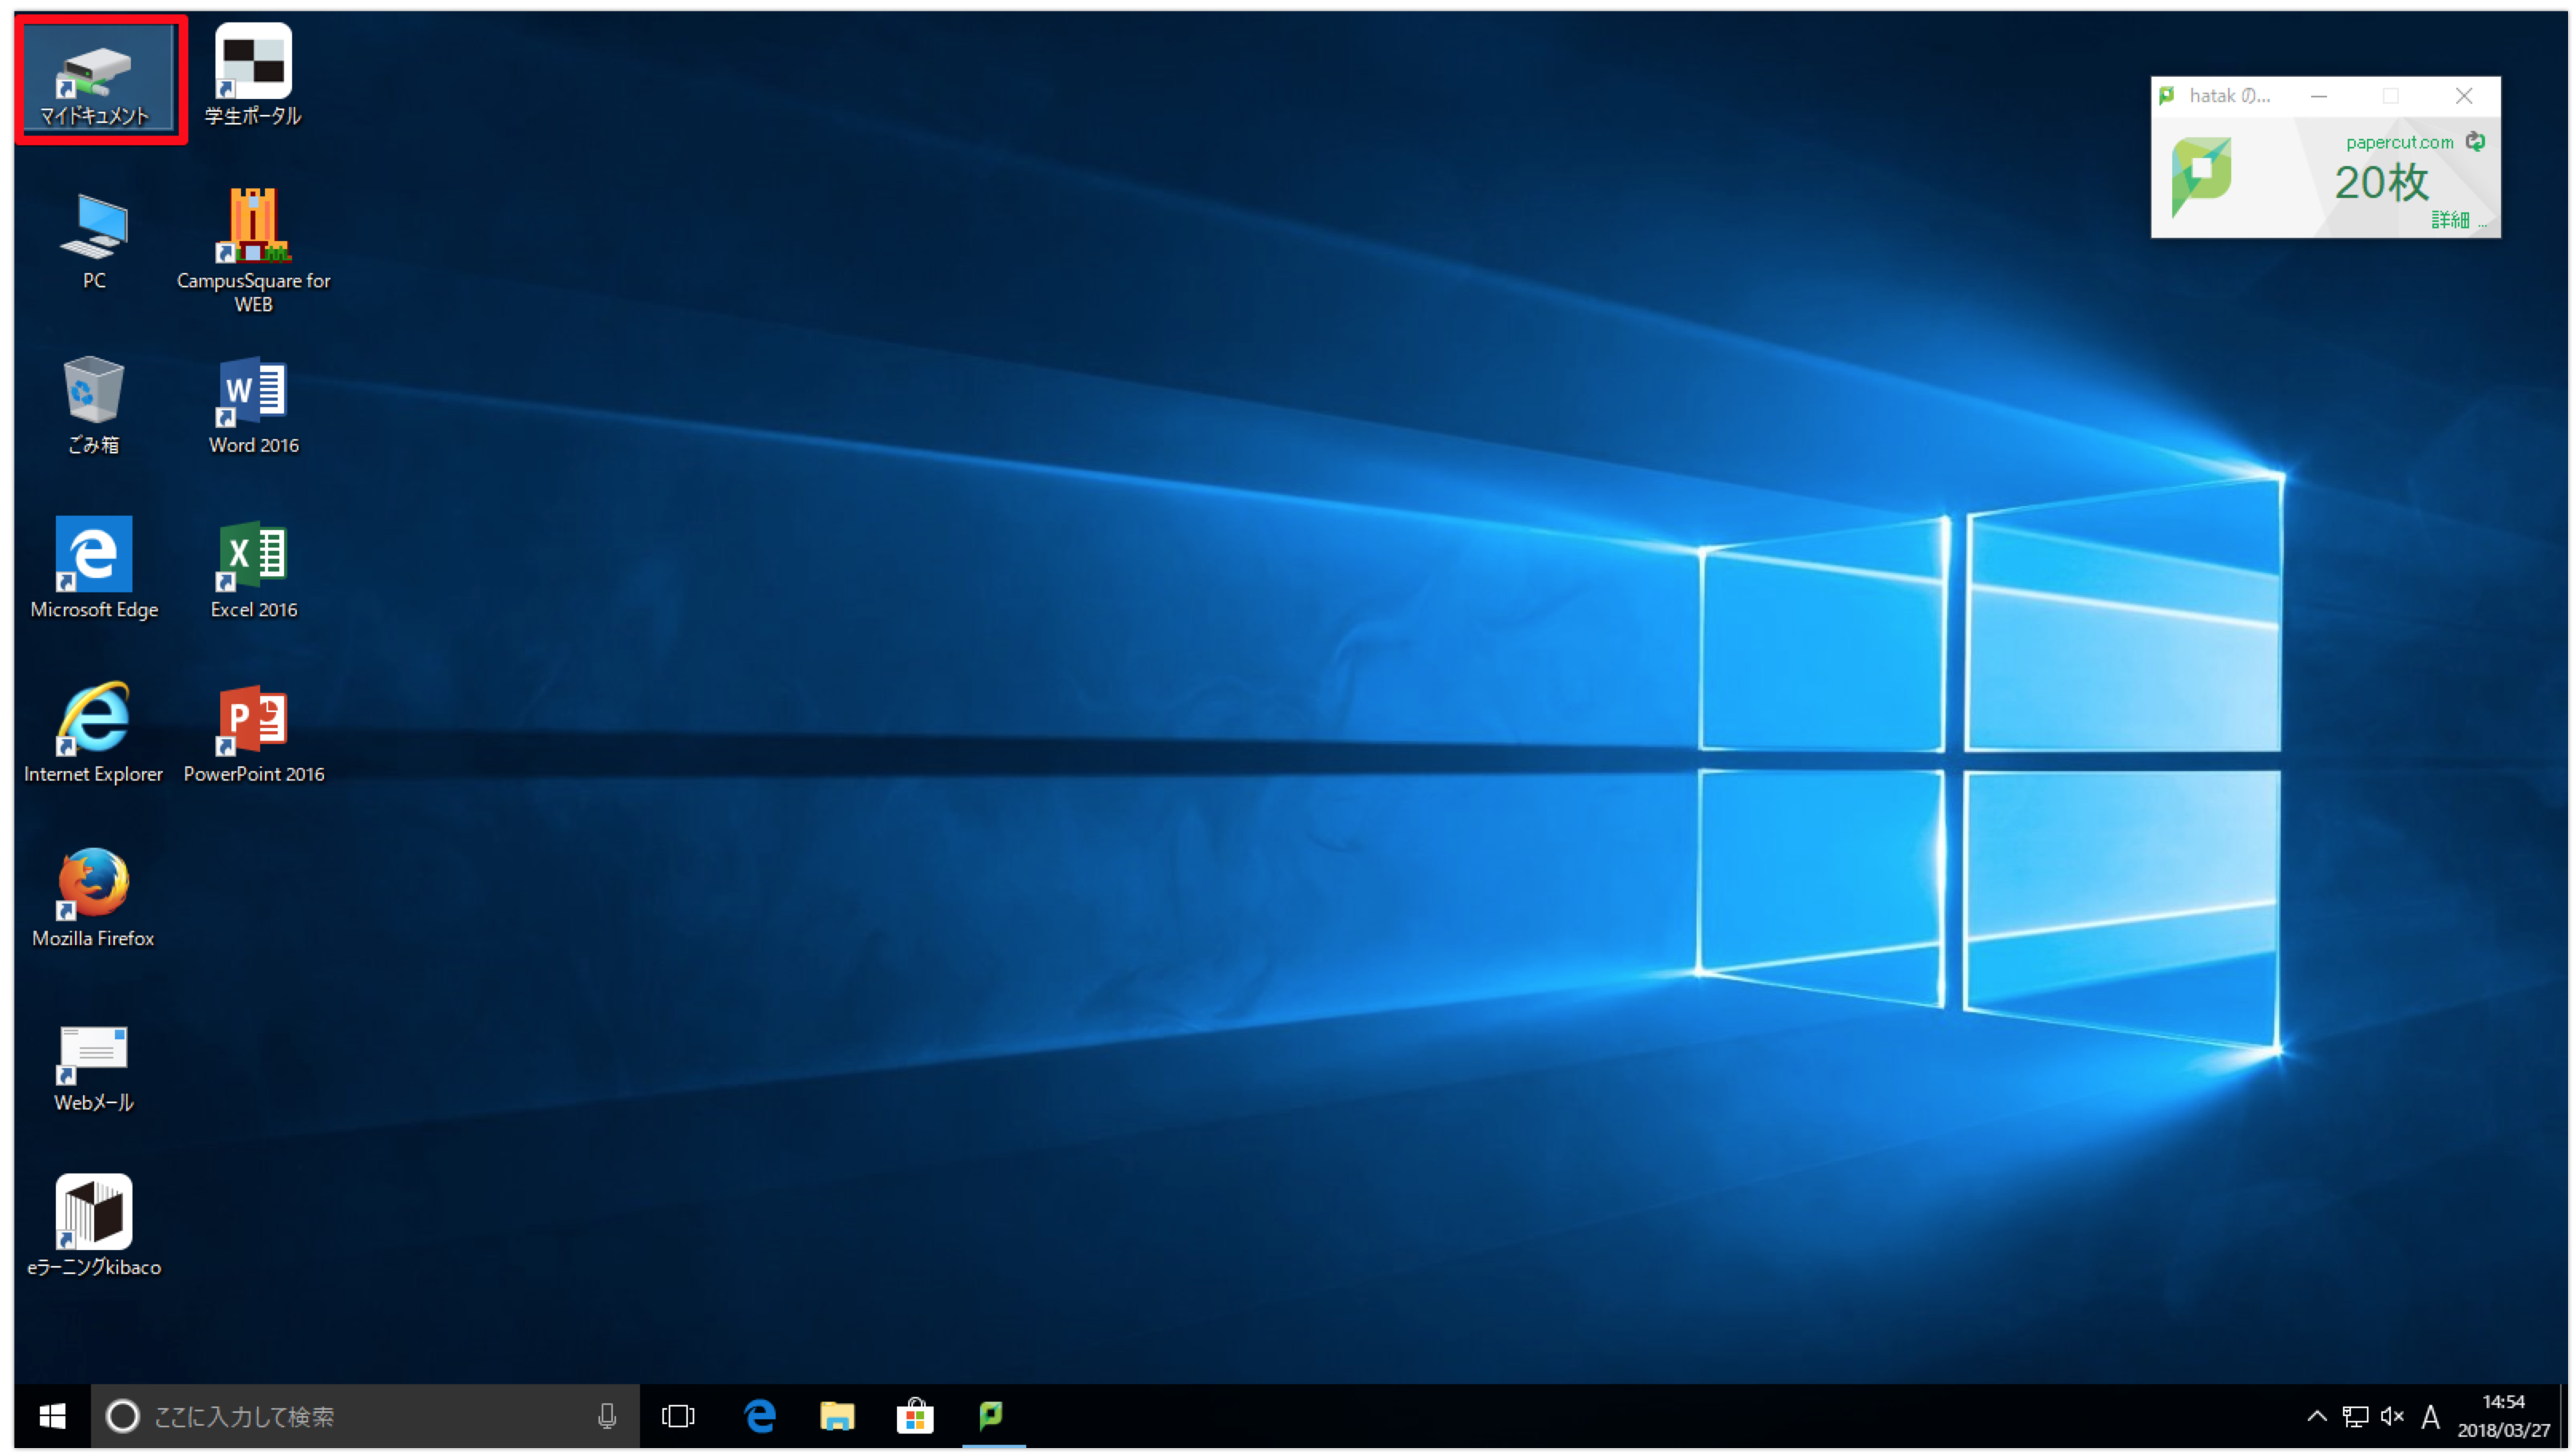 マイドキュメント
学生ポータル
PC
CampusSquare for
WEB
ごみ箱
Word 2016
Microsoft Edge
Excel 2016
Internet Explorer
PowerPoint 2016
Mozilla Firefox
Webメール
eラーニングkibaco
hatak の...
papercut.com
20枚
詳細 ...
ここに入力して検索
A
14:54
2018/03/27